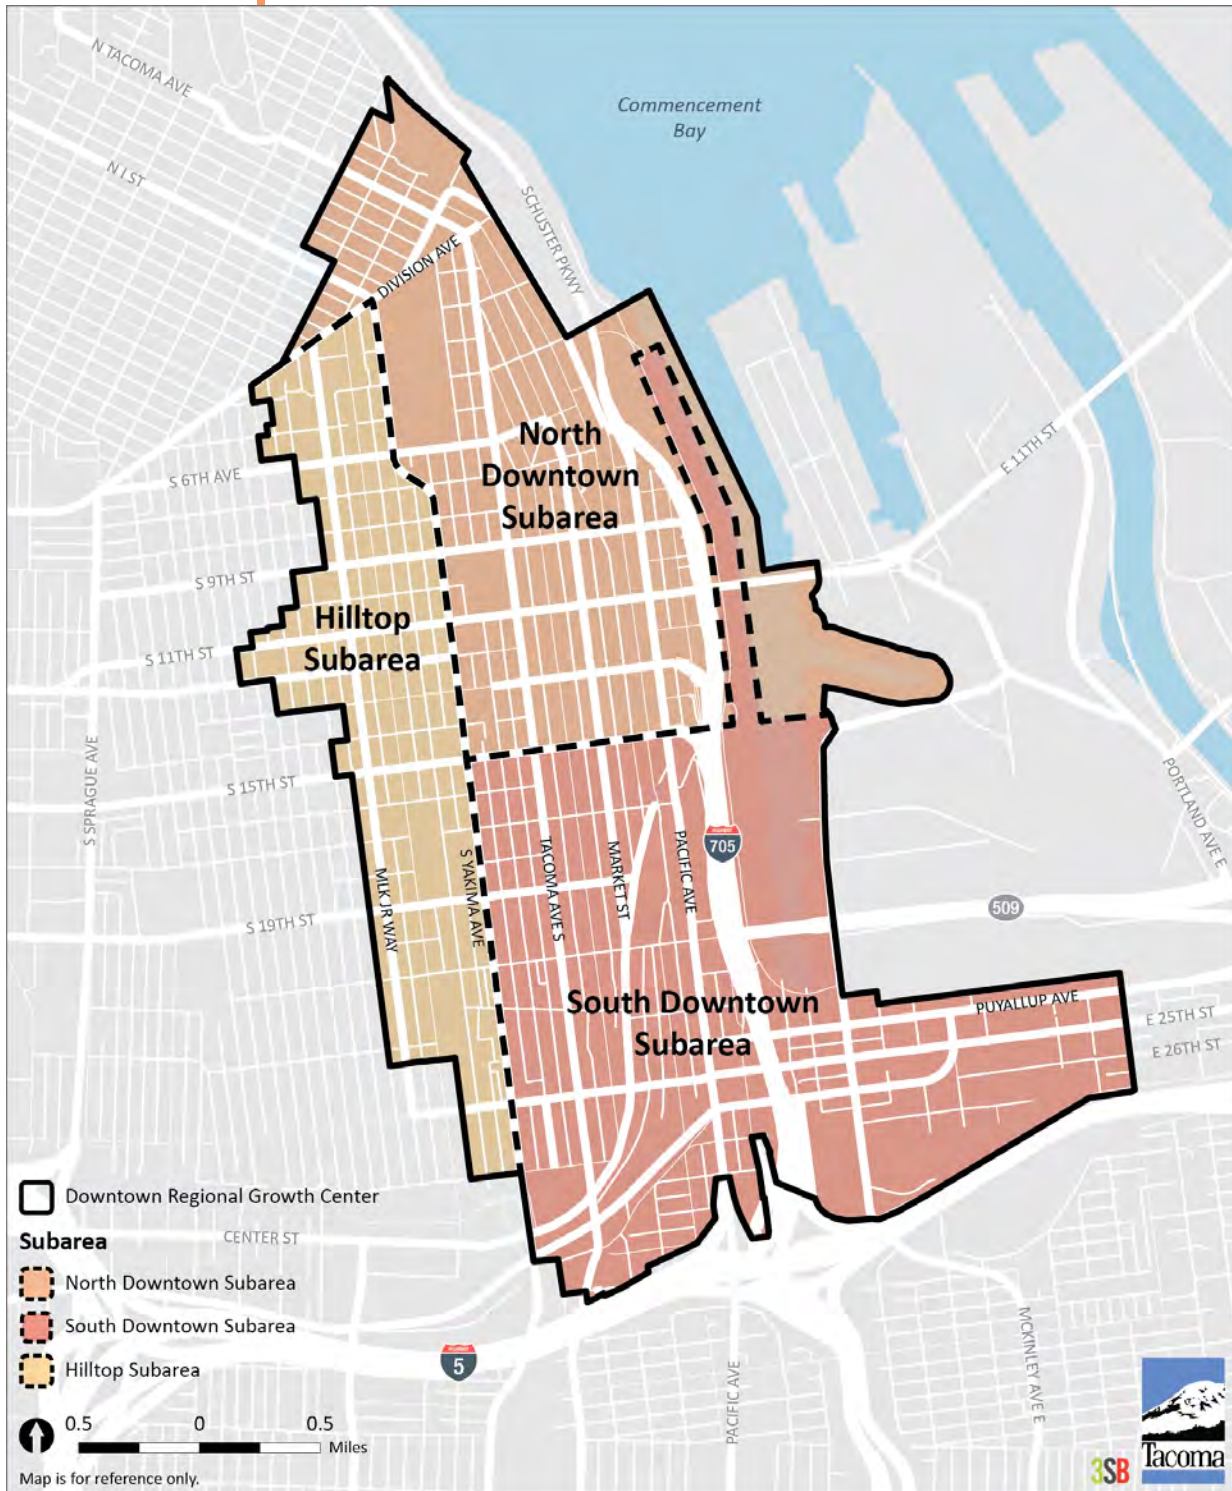 N TACOMA AVE
Commencement
Bay
N I ST
SCHUSTER PKWY
DIVISION AVE
North
Downtown
Subarea
S 6TH AVE
E 11TH ST
S 9TH ST
Hilltop
Subarea
S 11TH ST
S SPRAGUE AVE
S 15TH ST
PORTLAND AVE E
MLK JR WAY
S YAKIMA AVE
TACOMA AVE S
MARKET ST
PACIFIC AVE
705
509
S 19TH ST
South Downtown
Subarea
PUYALLUP AVE
E 25TH ST
E 26TH ST
Downtown Regional Growth Center
Subarea
CENTER ST
North Downtown Subarea
South Downtown Subarea
Hilltop Subarea
5
PACIFIC AVE
MCKINLEY AVE E
0.5 0 0.5
Miles
Map is for reference only.
3SB
Tacoma